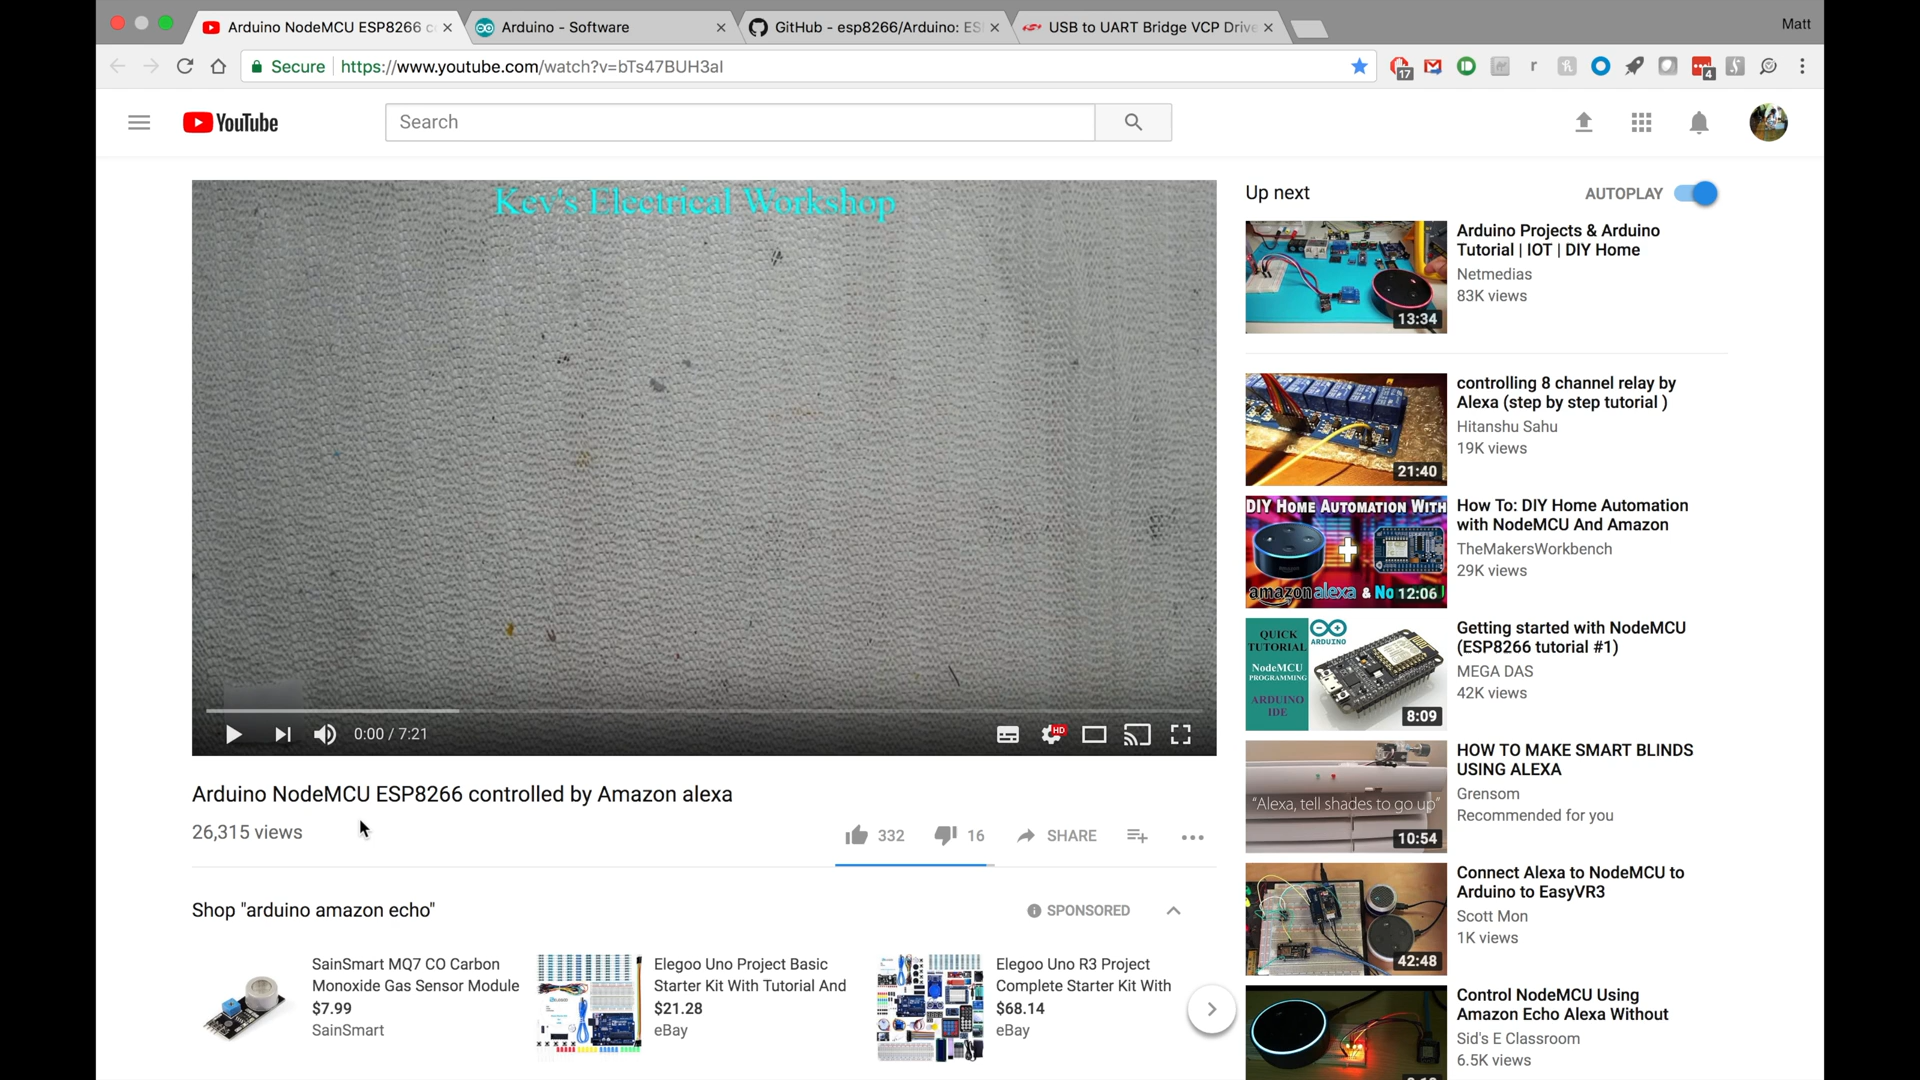 Arduino NodeMCU ESP8266 c
Arduino - Software
GitHub - esp8266/Arduino: ES
USB to UART Bridge VCP Drive
Matt
Secure
https://www.youtube.com/watch?v=bTs47BUH3aI
17
r
4
YouTube
Search
Kev's Electrical Workshop
0:00 / 7:21
HD
Arduino NodeMCU ESP8266 controlled by Amazon alexa
26,315 views
332
16
SHARE
Shop "arduino amazon echo"
SPONSORED
SainSmart MQ7 CO Carbon
Monoxide Gas Sensor Module
$7.99
SainSmart
Elegoo Uno Project Basic
Starter Kit With Tutorial And
$21.28
eBay
Elegoo Uno R3 Project
Complete Starter Kit With
$68.14
eBay
Up next
AUTOPLAY
13:34
Arduino Projects & Arduino
Tutorial | IOT | DIY Home
Netmedias
83K views
21:40
controlling 8 channel relay by
Alexa (step by step tutorial )
Hitanshu Sahu
19K views
DIY HOME AUTOMATION WITH
amazon alexa & No
12:06
How To: DIY Home Automation
with NodeMCU And Amazon
TheMakersWorkbench
29K views
QUICK
TUTORIAL
NodeMCU
PROGRAMMING
ARDUINO
IDE
ARDUINO
8:09
Getting started with NodeMCU
(ESP8266 tutorial #1)
MEGA DAS
42K views
"Alexa, tell shades to go up"
10:54
HOW TO MAKE SMART BLINDS
USING ALEXA
Grensom
Recommended for you
42:48
Connect Alexa to NodeMCU to
Arduino to EasyVR3
Scott Mon
1K views
Control NodeMCU Using
Amazon Echo Alexa Without
Sid's E Classroom
6.5K views